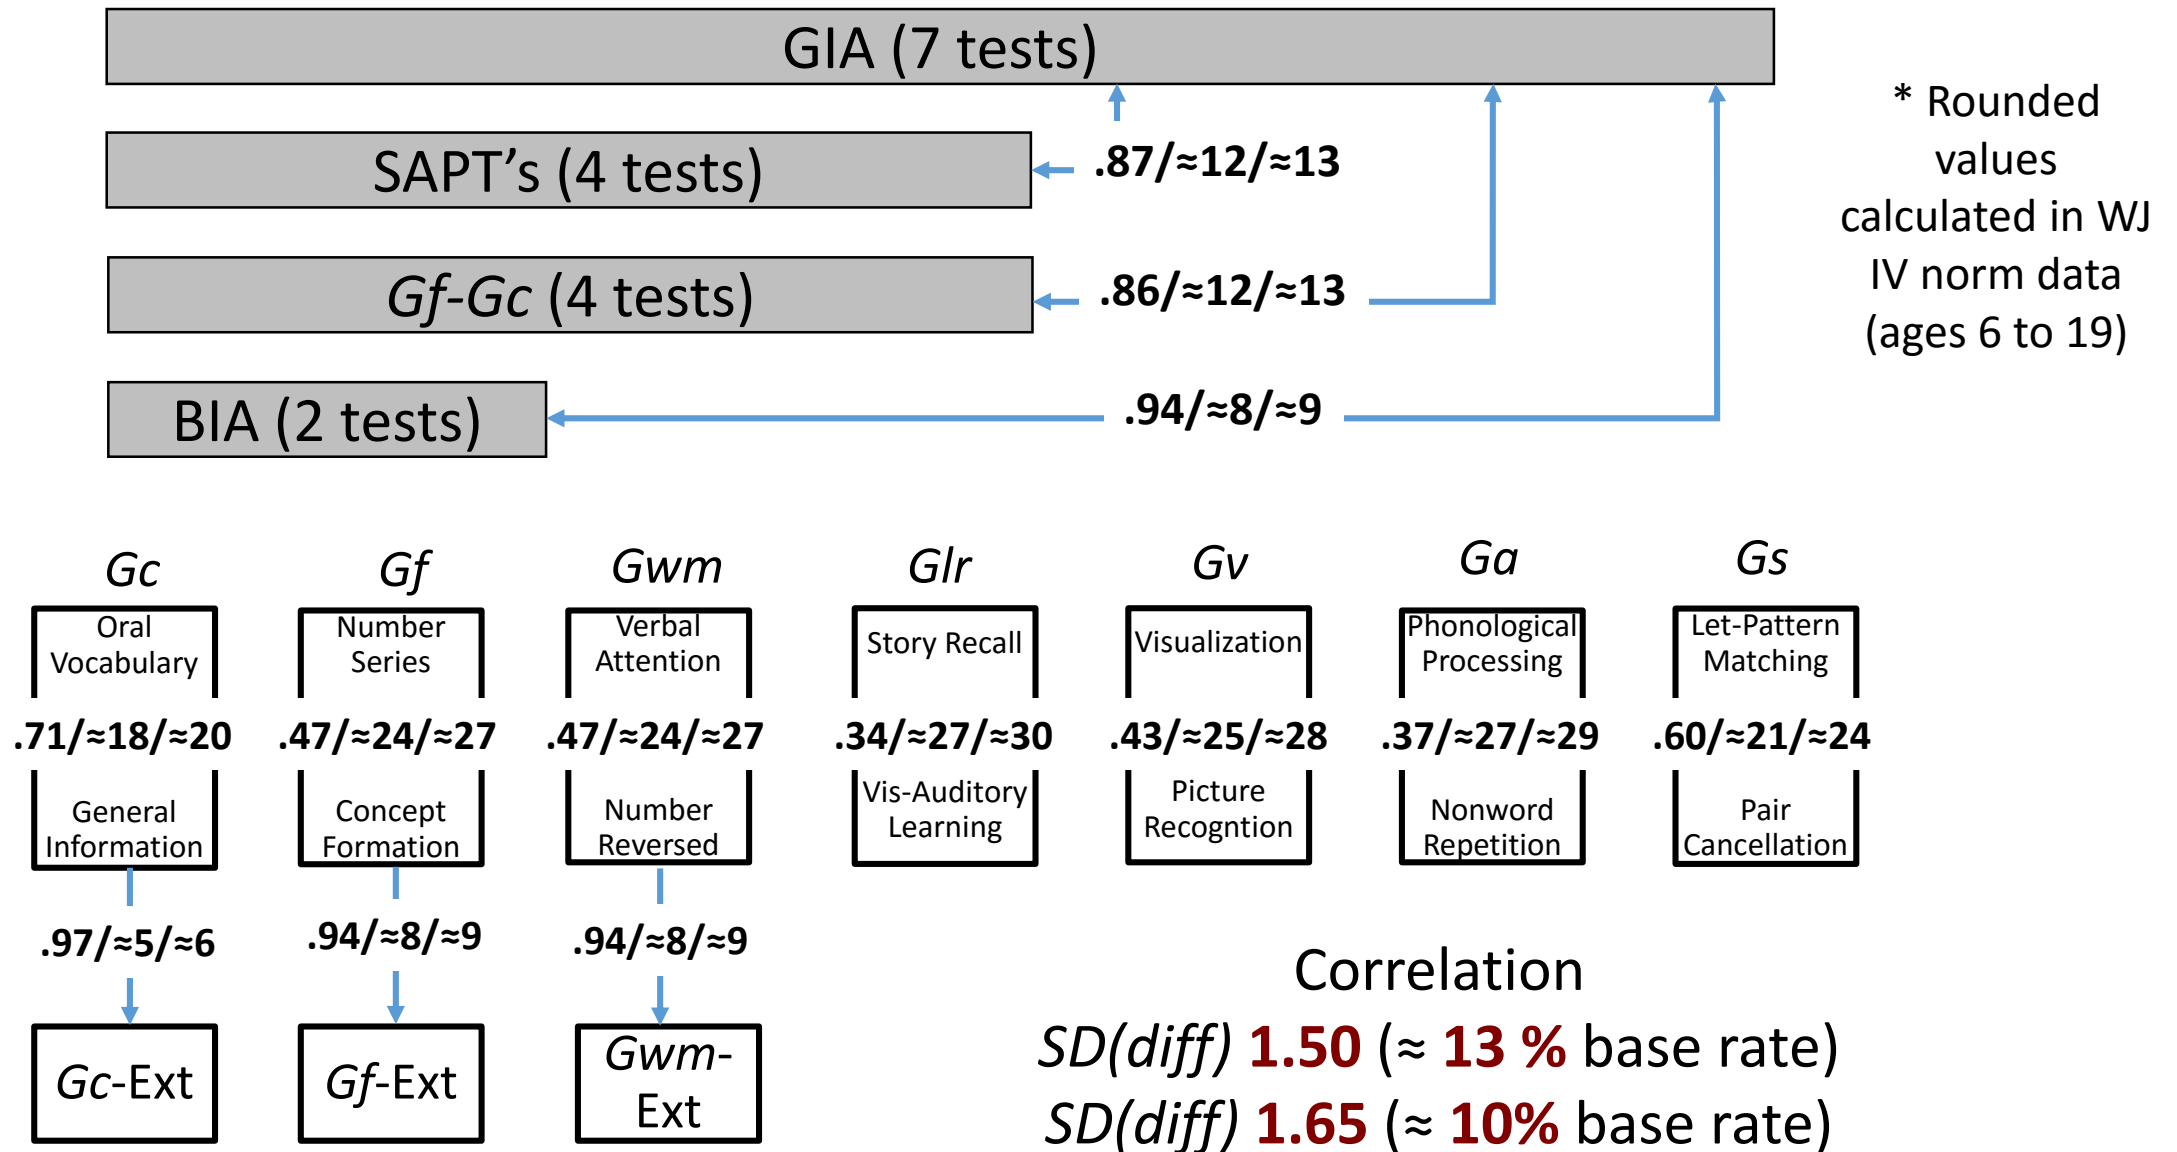 GIA (7 tests)
SAPT’s (4 tests)
.87/≈12/≈13
Gf-Gc (4 tests)
.86/≈12/≈13
BIA (2 tests)
.94/≈8/≈9
* Rounded
values
calculated in WJ
IV norm data
(ages 6 to 19)
Gc
Oral
Vocabulary
.71/≈18/≈20
General
Information
.97/≈5/≈6
Gc-Ext
Gf
Number
Series
.47/≈24/≈27
Concept
Formation
.94/≈8/≈9
Gf-Ext
Gwm
Verbal
Attention
.47/≈24/≈27
Number
Reversed
.94/≈8/≈9
Gwm-
Ext
Glr
Story Recall
.34/≈27/≈30
Vis-Auditory
Learning
Gv
Visualization
.43/≈25/≈28
Picture
Recogntion
Ga
Phonological
Processing
.37/≈27/≈29
Nonword
Repetition
Gs
Let-Pattern
Matching
.60/≈21/≈24
Pair
Cancellation
Correlation
SD(diff) 1.50 (≈ 13 % base rate)
SD(diff) 1.65 (≈ 10% base rate)